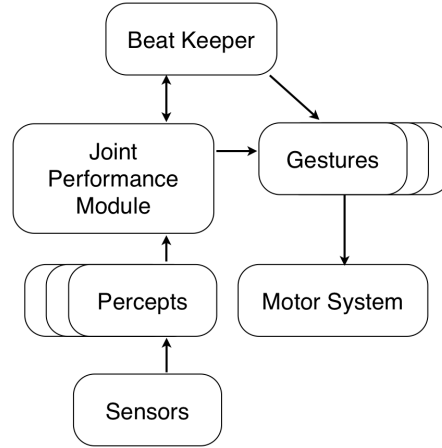 Beat Keeper
Joint
Performance
Module
Gestures
Percepts
Motor System
Sensors